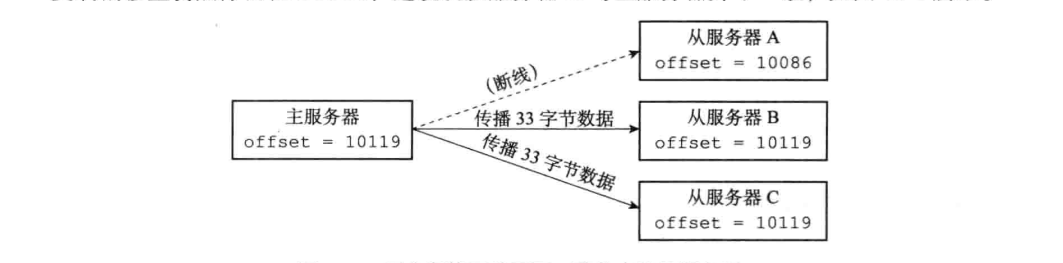 从服务器 A
offset = 10086
(断线)
主服务器
offset = 10119
传播 33 字节数据
从服务器 B
offset = 10119
传播 33 字节数据
从服务器 C
offset = 10119